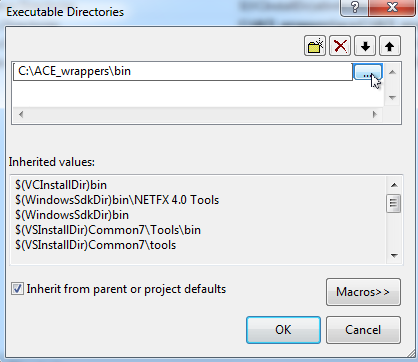 Executable Directories
C:\ACE_wrappers\bin
...
Inherited values:
$(VCInstallDir)bin
$(WindowsSdkDir)bin\NETFX 4.0 Tools
$(WindowsSdkDir)bin
$(VSInstallDir)Common7\Tools\bin
$(VSInstallDir)Common7\tools
Inherit from parent or project defaults
Macros>>
OK Cancel